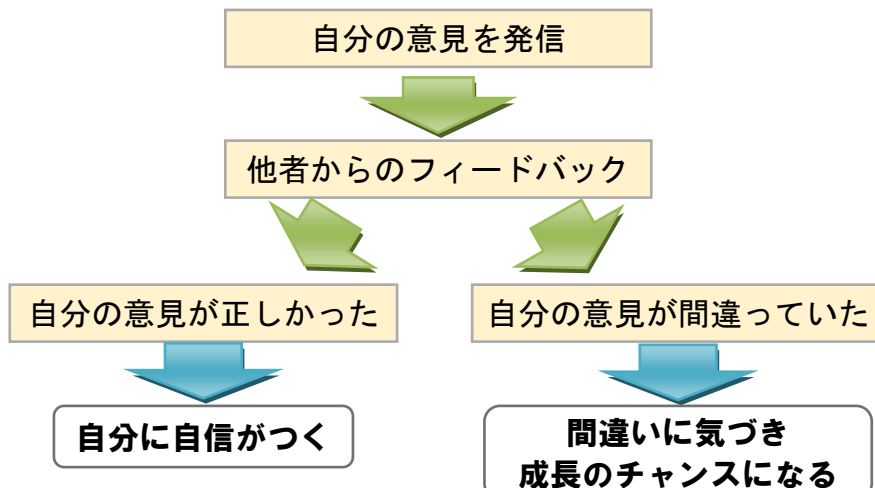 自分の意見を発信
他者からのフィードバック
自分の意見が正しかった
自分の意見が間違っていた
自分に自信がつく
間違いに気づき
成長のチャンスになる